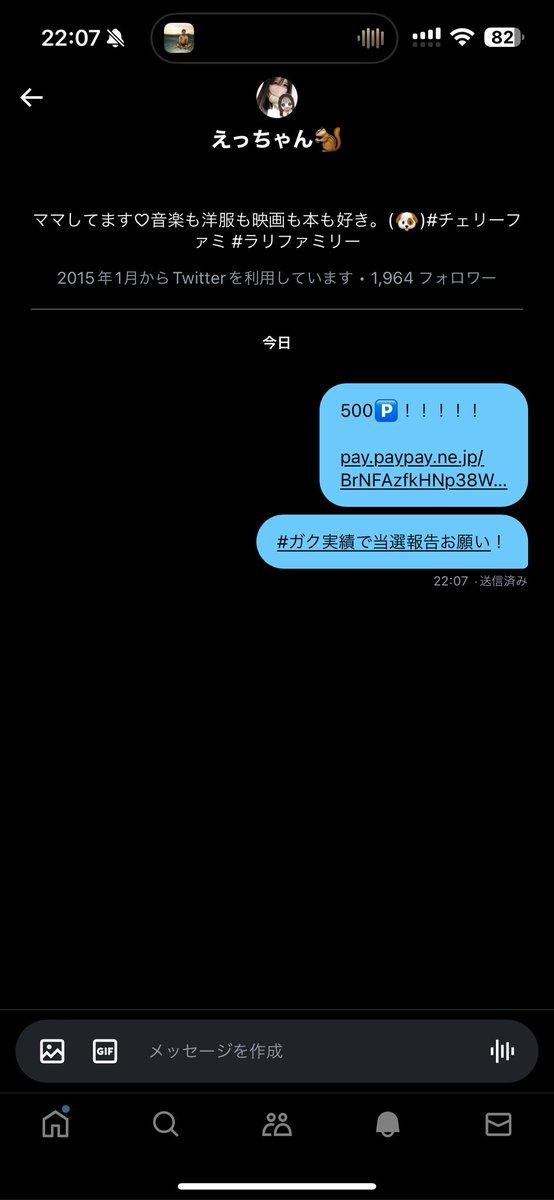 22:07
82
えっちゃん🐿️
ママしてます♡音楽も洋服も映画も本も好き。(🐶)#チェリーフ
ァミ #ラリファミリー
2015年1月からTwitterを利用しています・1,964 フォロワー
今日
500🅿️！！！！！
pay.paypay.ne.jp/
BrNFAzfkHNp38W…
#ガク実績で当選報告お願い！
22:07 ・送信済み
GIF
メッセージを作成